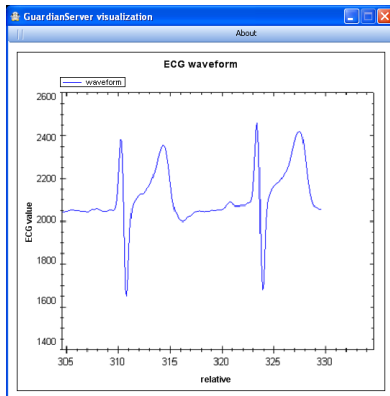 GuardianServer visualization
About
ECG waveform
waveform
2600
2400
2200
2000
1800
1600
1400
ECG value
305 310 315 320 325 330
relative